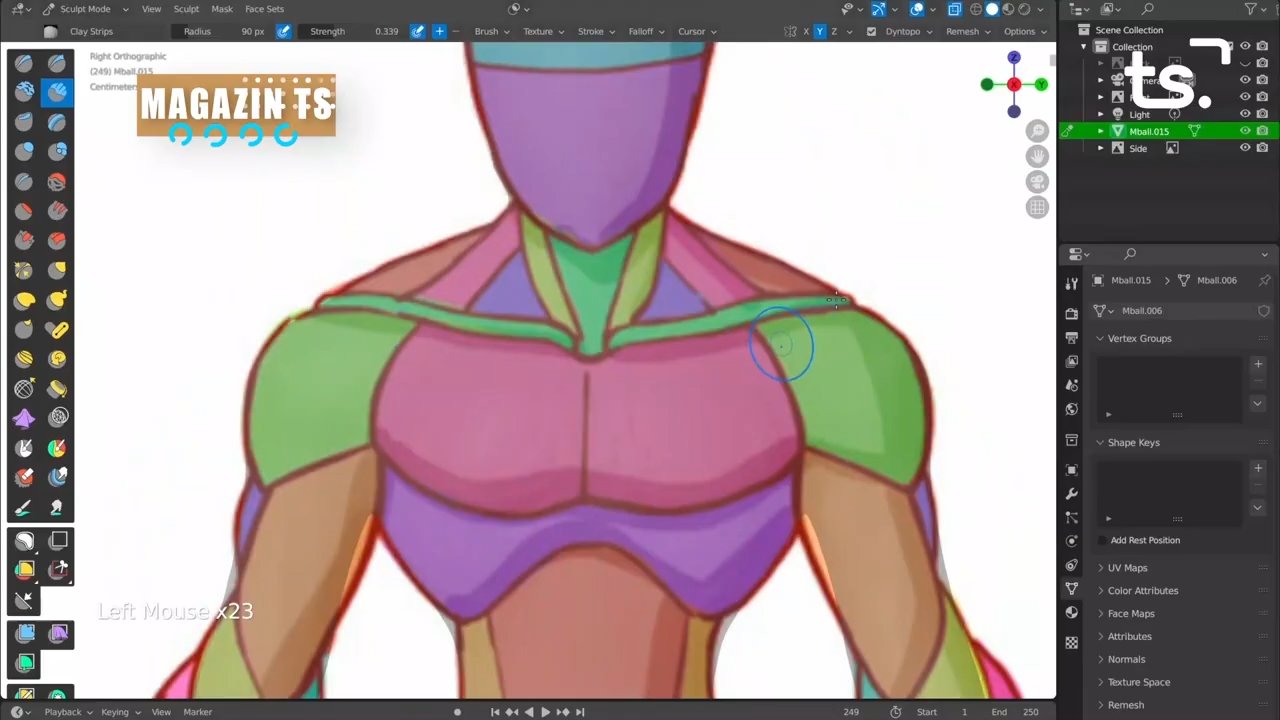 Sculpt Mode View Sculpt Mask Face Sets
Clay Strips Radius 90 px Strength 0.339 Brush Texture Stroke Falloff Cursor X Y Z Dyntopo Remesh Options
Right Orthographic
(249) Mball.015
Centimeters
MAGAZIN TS
ts.
Left Mouse x23
Z
Y
X
Scene Collection
Collection
Light
Mball.015
Side
Mball.015 Mball.006
Mball.006
Vertex Groups
Shape Keys
Add Rest Position
UV Maps
Color Attributes
Face Maps
Attributes
Normals
Texture Space
Remesh
Playback Keying View Marker 249 Start 1 End 250